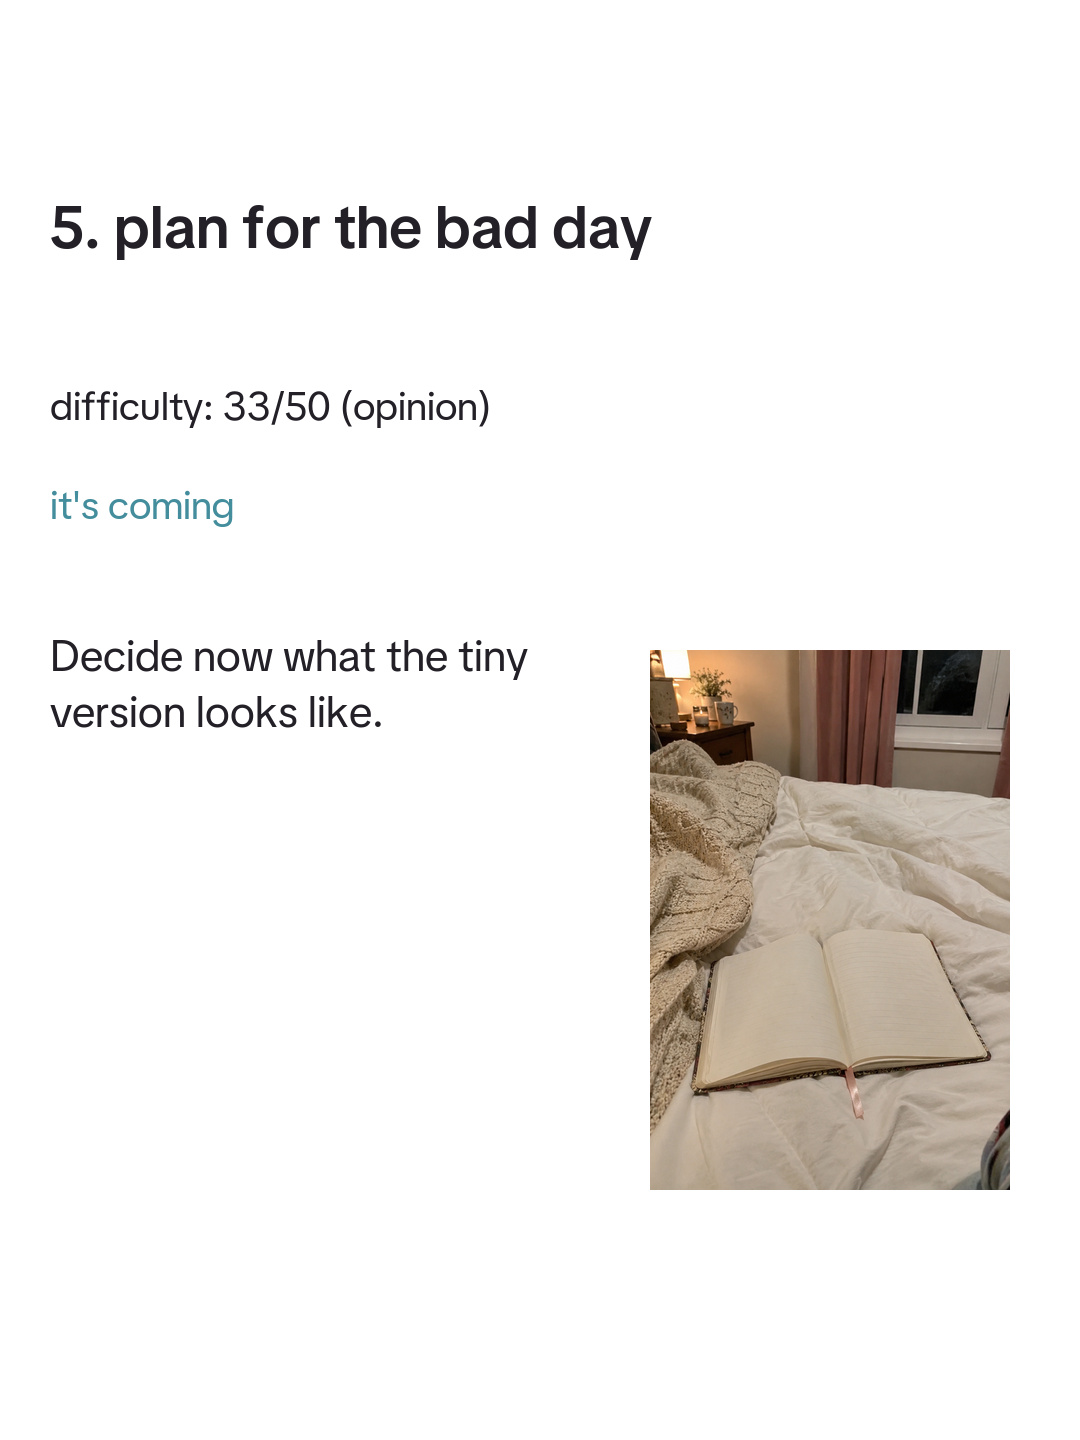 5. plan for the bad day
difficulty: 33/50 (opinion)
it's coming
Decide now what the tiny
version looks like.